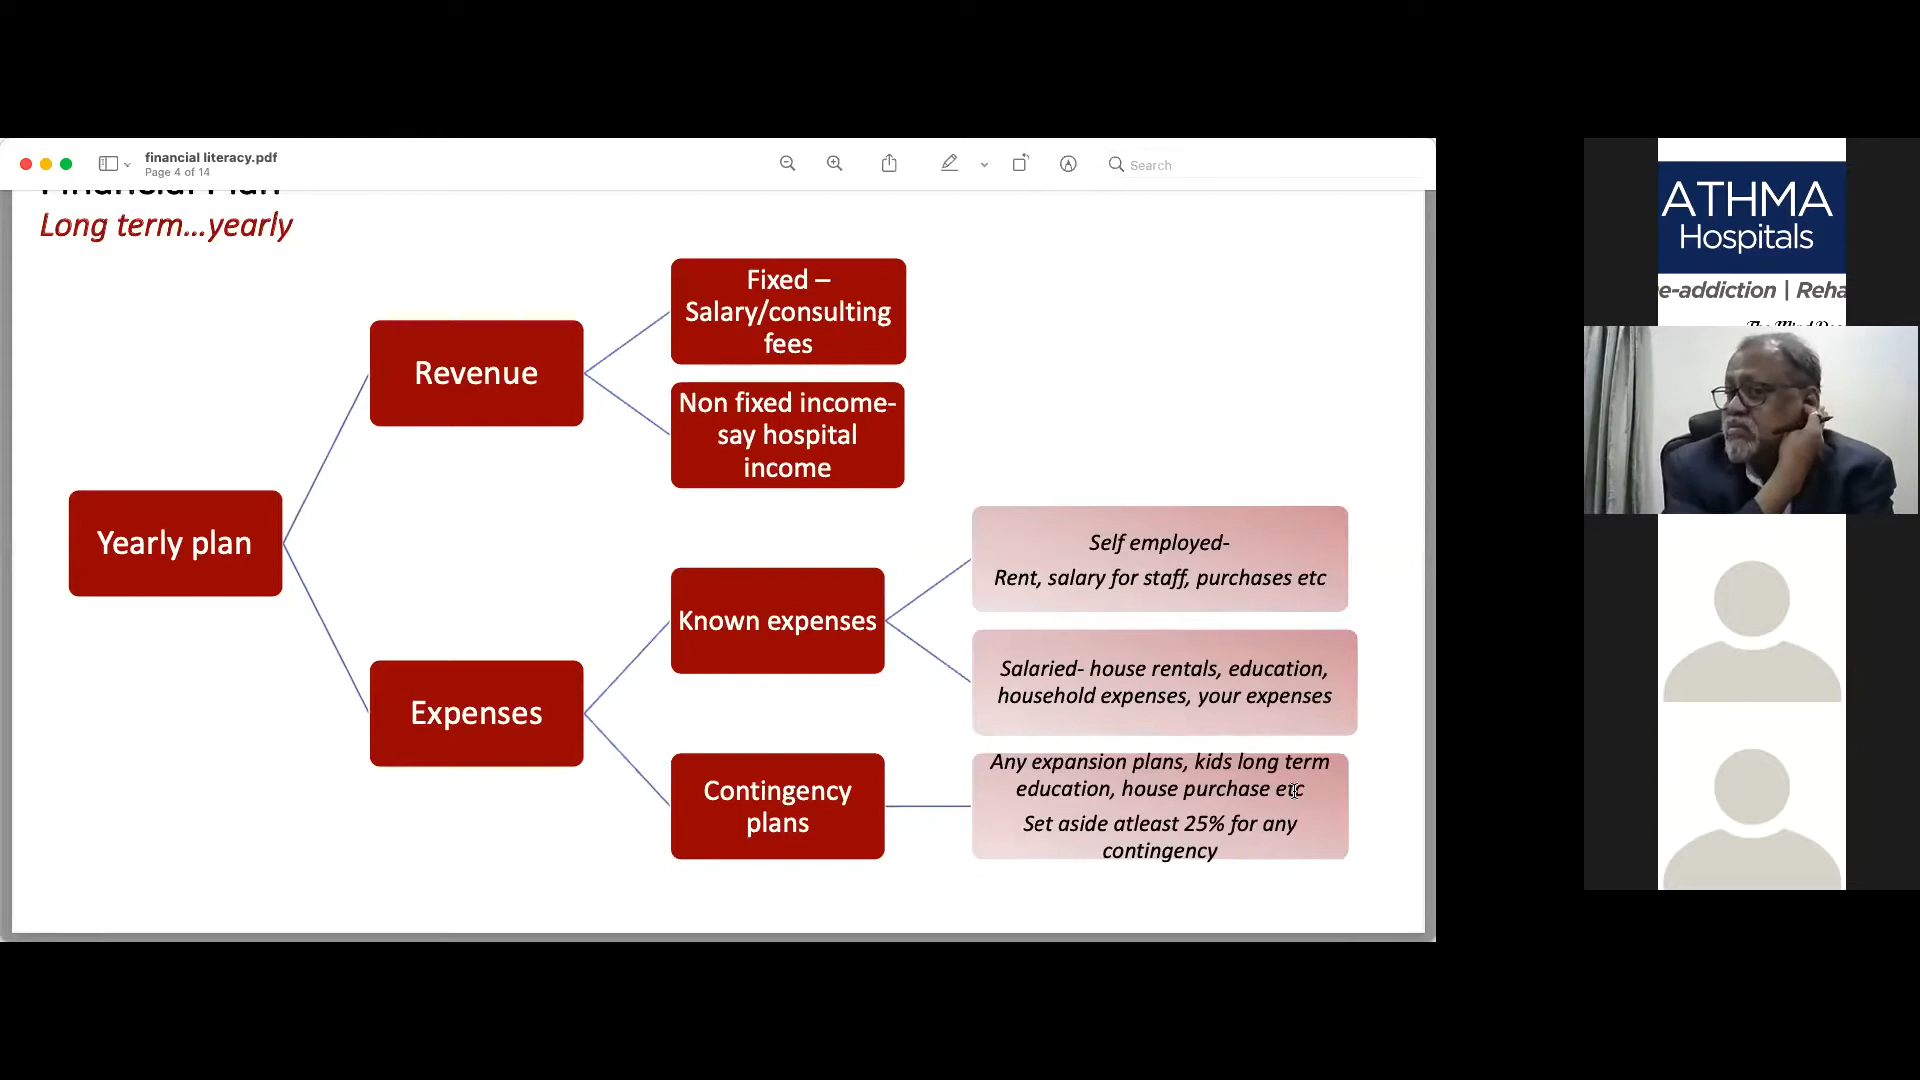 financial literacy.pdf
Page 4 of 14
Search
Financial Plan
Long term...yearly
Yearly plan
Revenue
Fixed –
Salary/consulting
fees
Non fixed income-
say hospital
income
Expenses
Known expenses
Self employed-
Rent, salary for staff, purchases etc
Salaried- house rentals, education,
household expenses, your expenses
Contingency
plans
Any expansion plans, kids long term
education, house purchase etc
Set aside atleast 25% for any
contingency
ATHMA
Hospitals
e-addiction | Reha